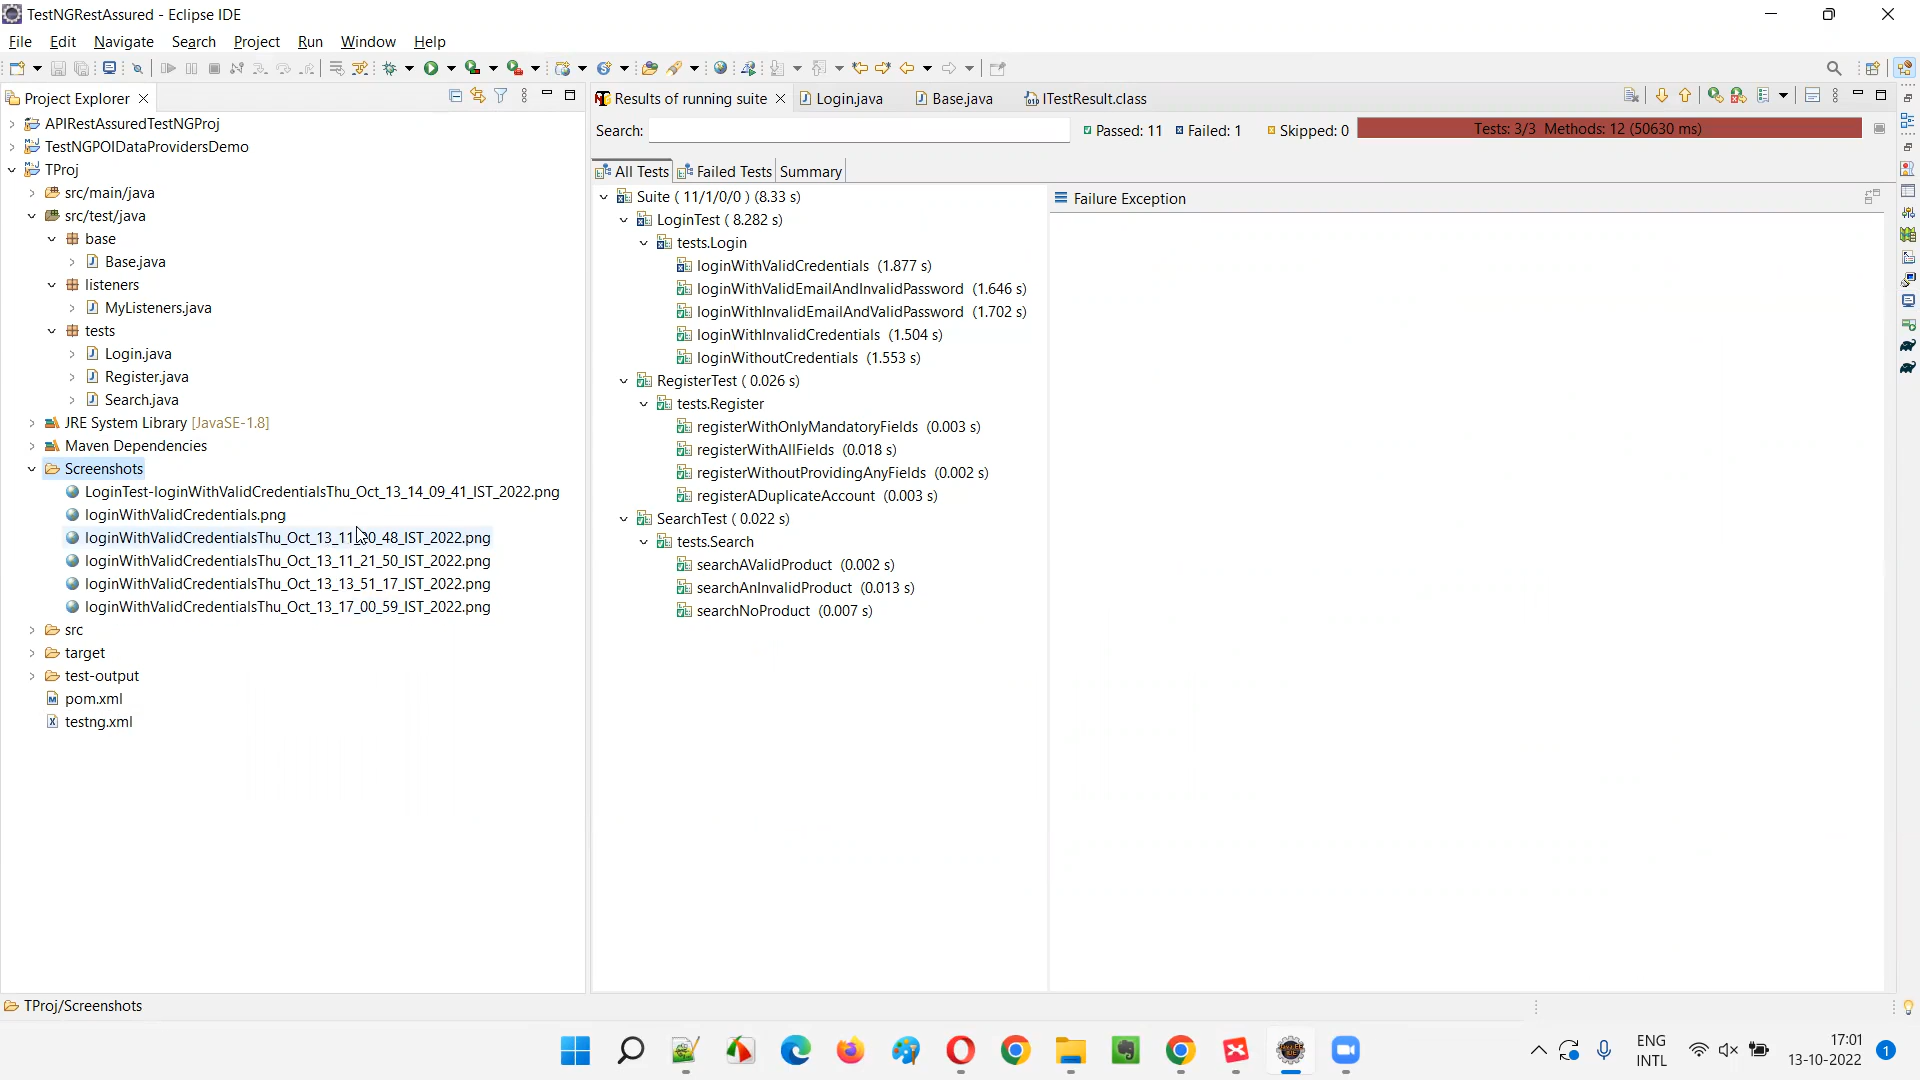 TestNGRestAssured - Eclipse IDE
File Edit Navigate Search Project Run Window Help
Project Explorer
Results of running suite
Login.java
Base.java
ITestResult.class
APIRestAssuredTestNGProj
TestNGPOIDataProvidersDemo
TProj
src/main/java
src/test/java
base
Base.java
listeners
MyListeners.java
tests
Login.java
Register.java
Search.java
JRE System Library [JavaSE-1.8]
Maven Dependencies
Screenshots
LoginTest-loginWithValidCredentialsThu_Oct_13_14_09_41_IST_2022.png
loginWithValidCredentials.png
loginWithValidCredentialsThu_Oct_13_11_20_48_IST_2022.png
loginWithValidCredentialsThu_Oct_13_11_21_50_IST_2022.png
loginWithValidCredentialsThu_Oct_13_13_51_17_IST_2022.png
loginWithValidCredentialsThu_Oct_13_17_00_59_IST_2022.png
src
target
test-output
pom.xml
testng.xml
Search:
Passed: 11
Failed: 1
Skipped: 0
Tests: 3/3 Methods: 12 (50630 ms)
All Tests
Failed Tests
Summary
Suite ( 11/1/0/0 ) (8.33 s)
LoginTest ( 8.282 s)
tests.Login
loginWithValidCredentials (1.877 s)
loginWithValidEmailAndInvalidPassword (1.646 s)
loginWithInvalidEmailAndValidPassword (1.702 s)
loginWithInvalidCredentials (1.504 s)
loginWithoutCredentials (1.553 s)
RegisterTest ( 0.026 s)
tests.Register
registerWithOnlyMandatoryFields (0.003 s)
registerWithAllFields (0.018 s)
registerWithoutProvidingAnyFields (0.002 s)
registerADuplicateAccount (0.003 s)
SearchTest ( 0.022 s)
tests.Search
searchAValidProduct (0.002 s)
searchAnInvalidProduct (0.013 s)
searchNoProduct (0.007 s)
Failure Exception
TProj/Screenshots
ENG
INTL
17:01
13-10-2022
1